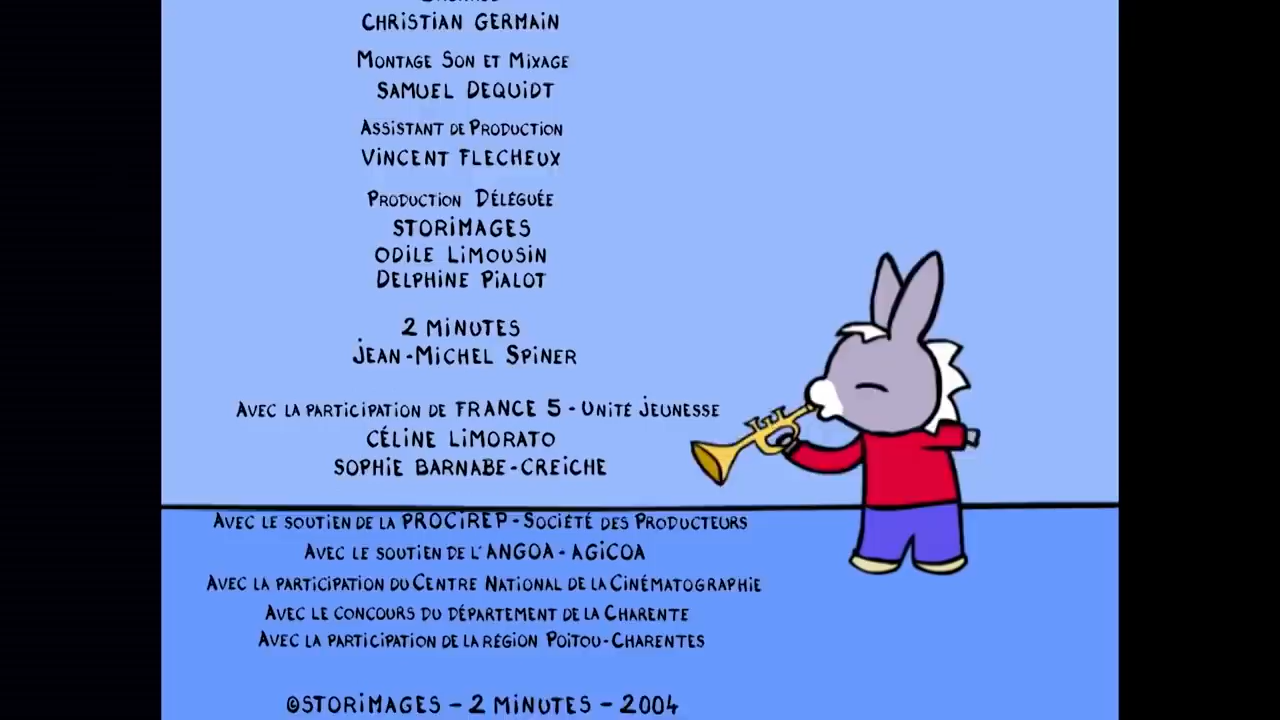 CHRISTIAN GERMAIN
MONTAGE SON ET MIXAGE
SAMUEL DEQUIDT
ASSISTANT DE PRODUCTION
VINCENT FLECHEUX
PRODUCTION DÉLÉGUÉE
STORIMAGES
ODILE LIMOUSIN
DELPHINE PIALOT
2 MINUTES
JEAN-MICHEL SPINER
AVEC LA PARTICIPATION DE FRANCE 5 - UNITÉ JEUNESSE
CÉLINE LIMORATO
SOPHIE BARNABE-CREICHE
AVEC LE SOUTIEN DE LA PROCIREP - SOCIÉTÉ DES PRODUCTEURS
AVEC LE SOUTIEN DE L'ANGOA - AGICOA
AVEC LA PARTICIPATION DU CENTRE NATIONAL DE LA CINÉMATOGRAPHIE
AVEC LE CONCOURS DU DÉPARTEMENT DE LA CHARENTE
AVEC LA PARTICIPATION DE LA RÉGION POITOU-CHARENTES
©STORIMAGES - 2 MINUTES - 2004